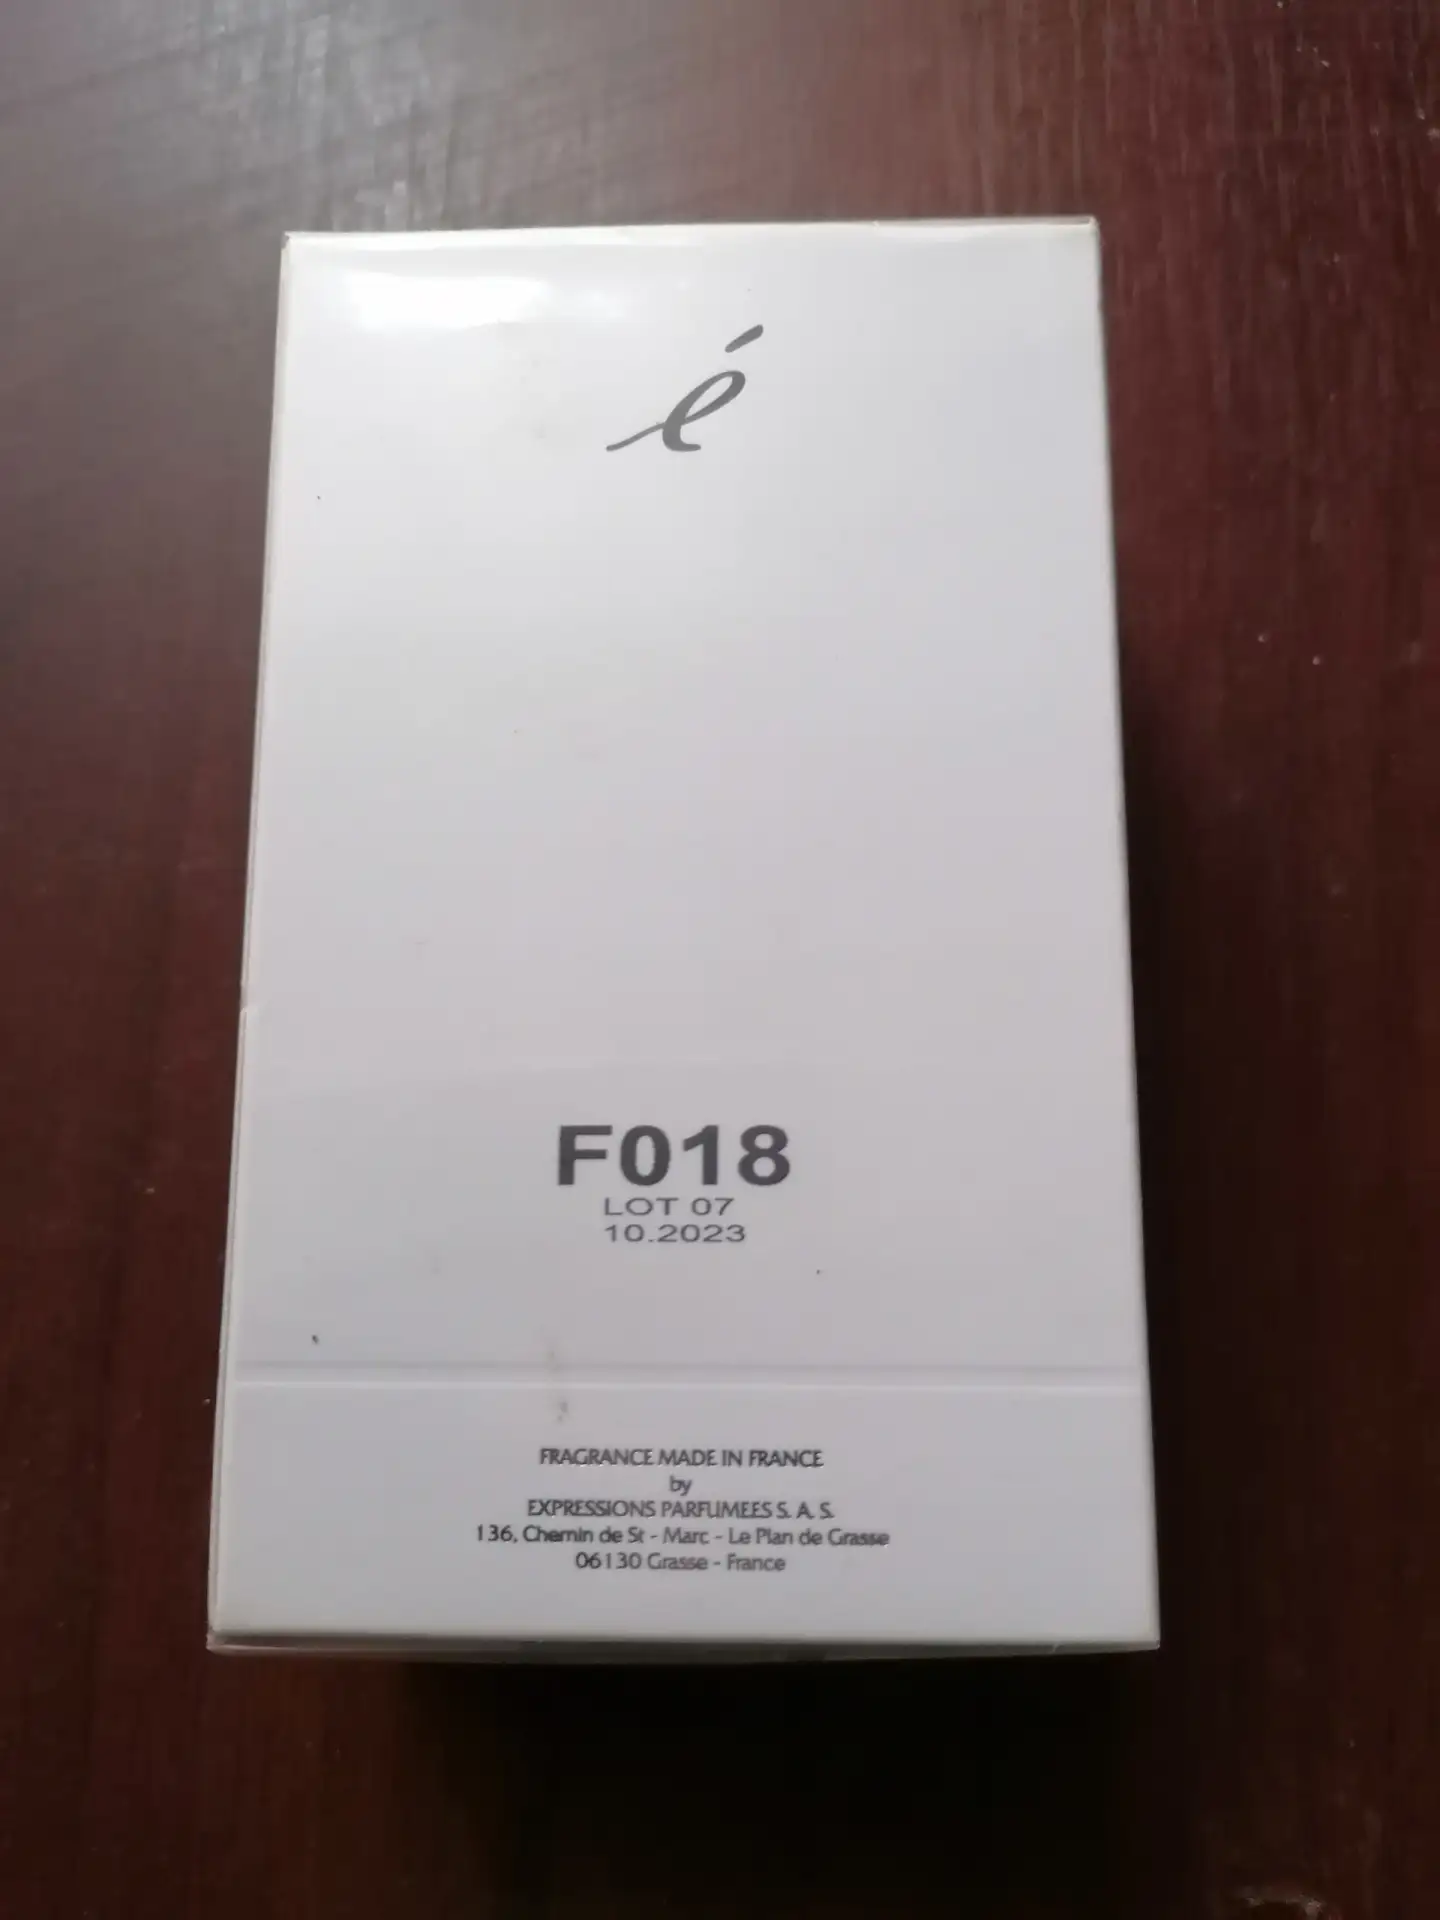 é
F018
LOT 07
10.2023
FRAGRANCE MADE IN FRANCE
by
EXPRESSIONS PARFUMEES S. A. S.
136, Chemin de St - Marc - Le Plan de Grasse
06130 Grasse - France